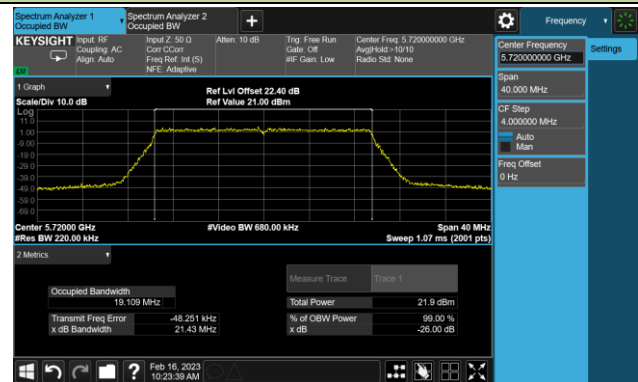 Spectrum Analyzer 1
Occupied BW
Spectrum Analyzer 2
Occupied BW
Frequency
KEYSIGHT
Input: RF
Coupling: AC
Align: Auto
Input Z: 50 Ω
Corr CCorr
Freq Ref: Int (S)
NFE: Adaptive
Atten: 10 dB
Trig: Free Run
Gate: Off
#IF Gain: Low
Center Freq: 5.720000000 GHz
Avg|Hold:>10/10
Radio Std: None
Center Frequency
5.720000000 GHz
Settings
Span
40.000 MHz
CF Step
4.000000 MHz
Auto
Man
Freq Offset
0 Hz
LXI
1 Graph
Scale/Div 10.0 dB
Ref Lvl Offset 22.40 dB
Ref Value 21.00 dBm
Log
11.0
1.00
-9.00
-19.0
-29.0
-39.0
-49.0
-59.0
-69.0
Center 5.72000 GHz
#Res BW 220.00 kHz
#Video BW 680.00 kHz
Span 40 MHz
Sweep 1.07 ms (2001 pts)
2 Metrics
Measure Trace
Trace 1
Occupied Bandwidth
19.109 MHz
Total Power
21.9 dBm
Transmit Freq Error
-48.251 kHz
% of OBW Power
99.00 %
x dB Bandwidth
21.43 MHz
x dB
-26.00 dB
?
Feb 16, 2023
10:23:39 AM